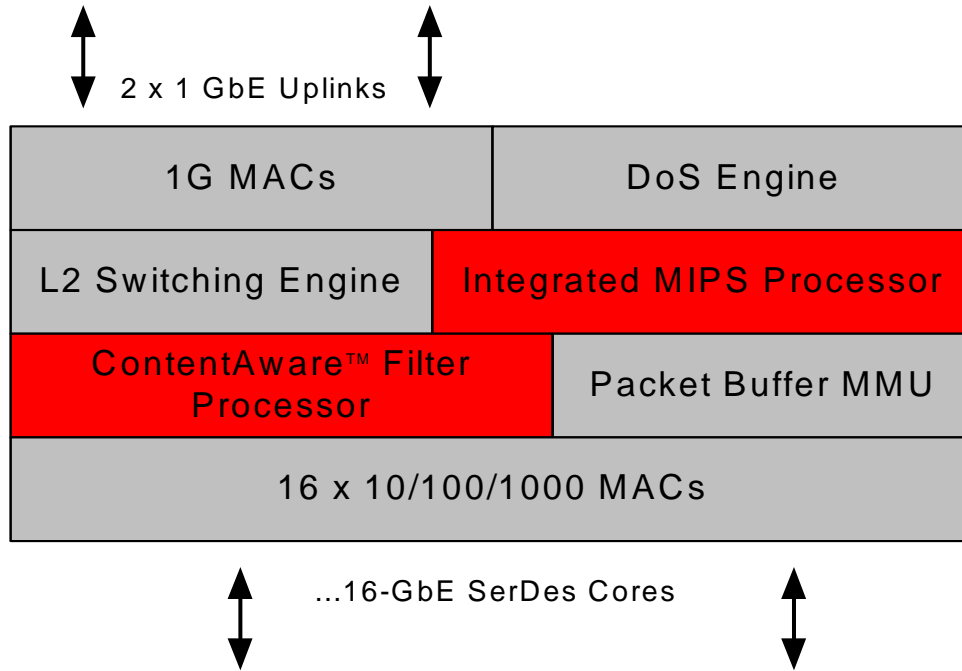 2 x 1 GbE Uplinks
1G MACs
DoS Engine
L2 Switching Engine
Integrated MIPS Processor
ContentAware™ Filter
Processor
Packet Buffer MMU
16 x 10/100/1000 MACs
...16-GbE SerDes Cores